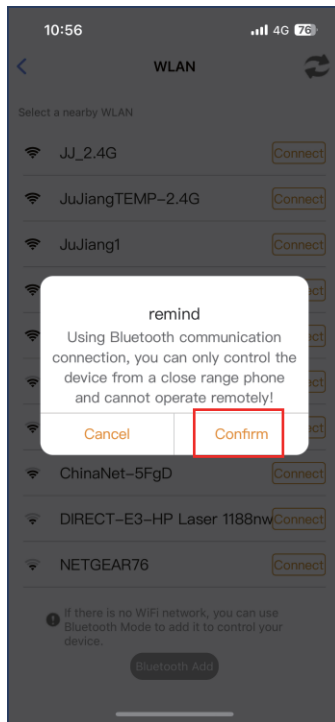 10:56
4G 76
WLAN
Select a nearby WLAN
JJ_2.4G Connect
JuJiangTEMP-2.4G Connect
JuJiang1 Connect
remind
Using Bluetooth communication
connection, you can only control the
device from a close range phone
and cannot operate remotely!
Cancel Confirm
ChinaNet-5FgD Connect
DIRECT-E3-HP Laser 1188nw Connect
NETGEAR76 Connect
If there is no WiFi network, you can use
Bluetooth Mode to add it to control your
device.
Bluetooth Add